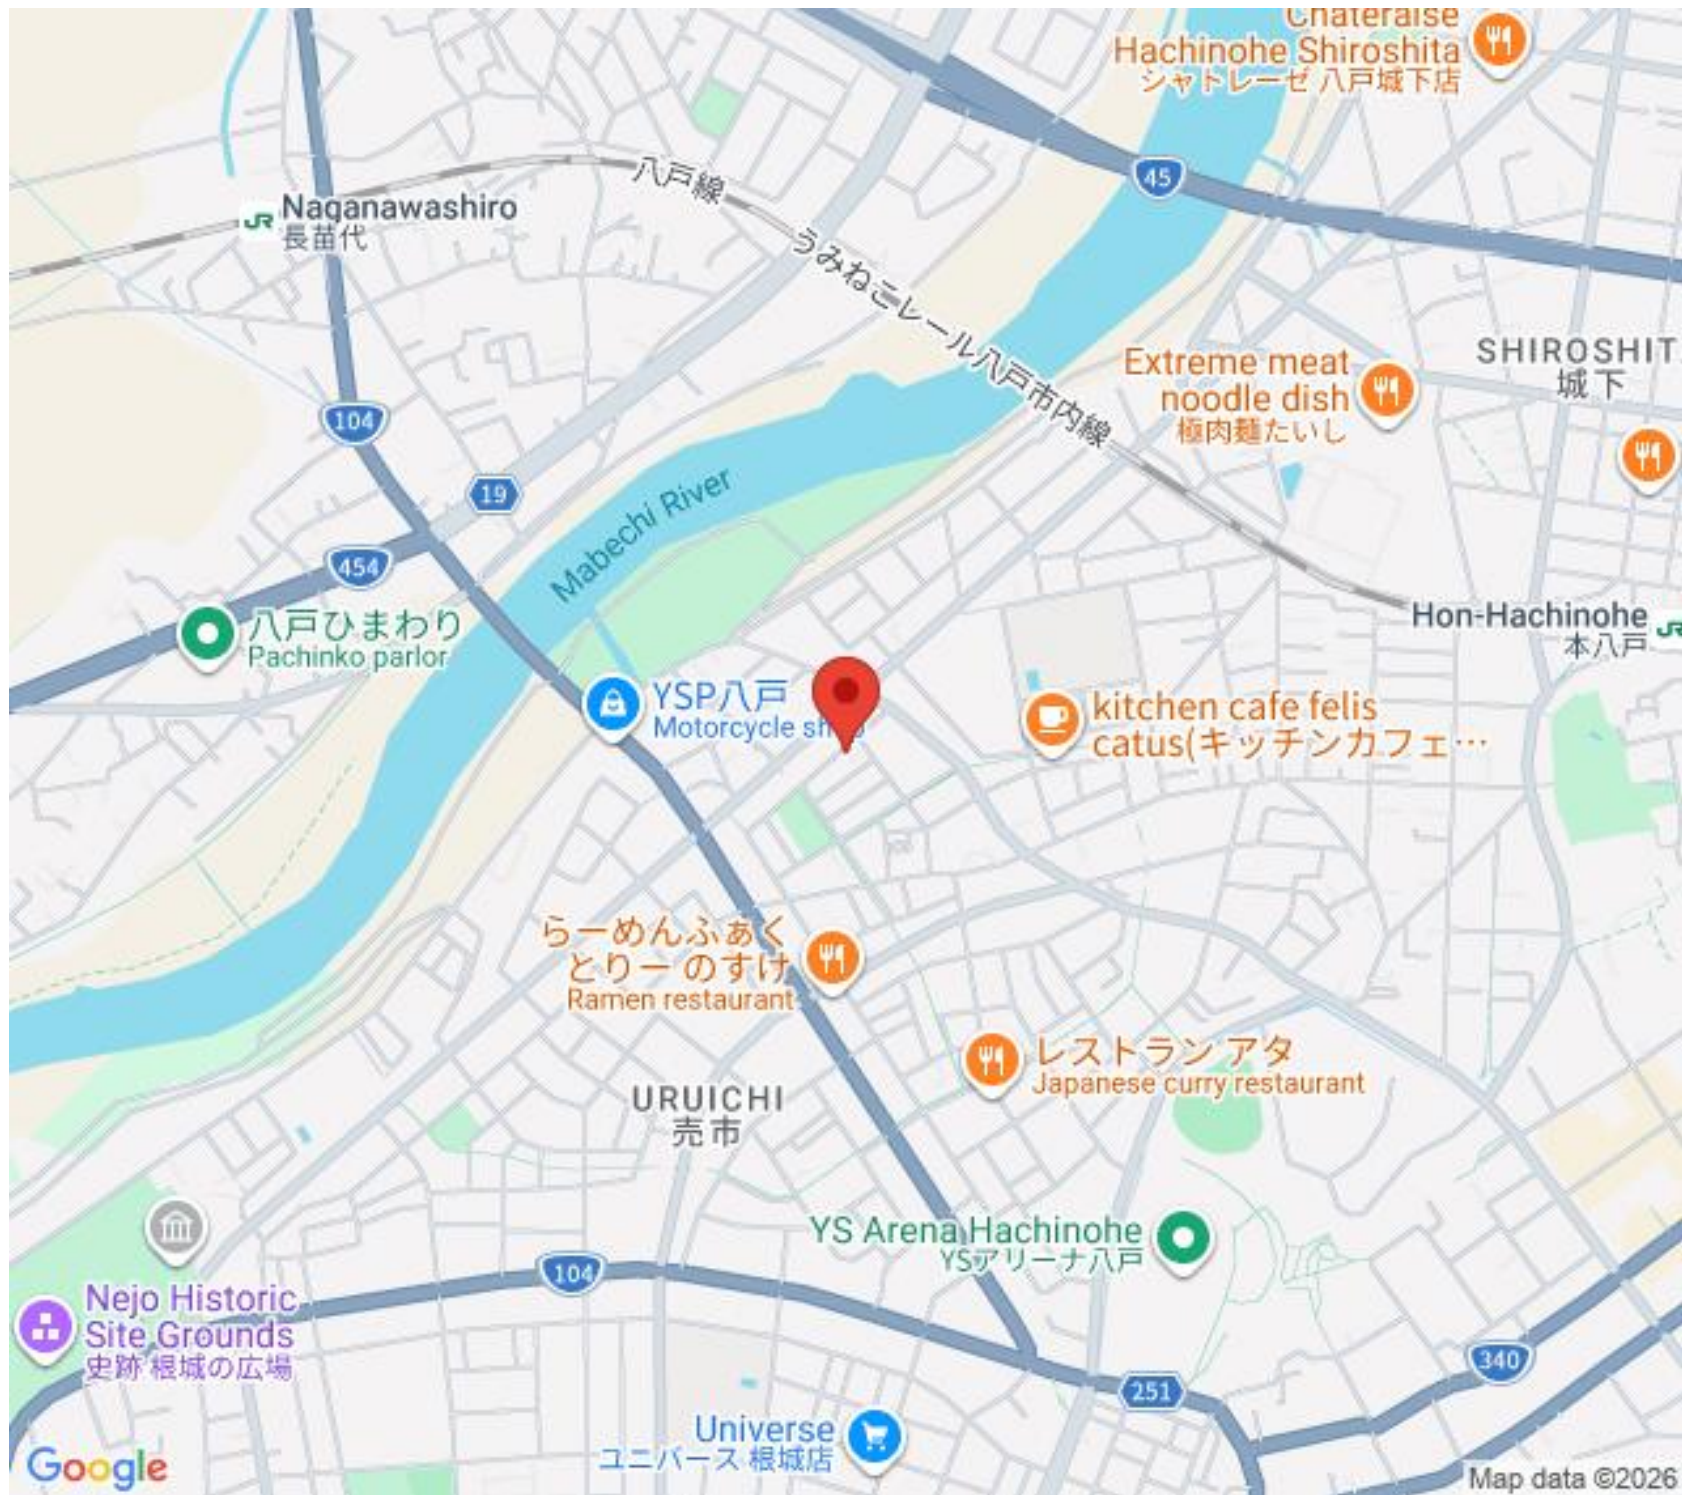 Chateraise
Hachinohe Shiroshita
シャトレーゼ 八戸城下店
45
八戸線
Naganawashiro
長苗代
うみねこレール八戸市内線
SHIROSHIT
城下
Extreme meat
noodle dish
極肉麺たいし
104
19
Mabechi River
454
八戸ひまわり
Pachinko parlor
Hon-Hachinohe
本八戸
JR
JR
YSP八戸
Motorcycle sh
kitchen cafe felis
catus(キッチンカフェ…
らーめんふぁく
とりー のすけ
Ramen restaurant
レストラン アタ
Japanese curry restaurant
URUICHI
売市
YS Arena Hachinohe
YSアリーナ八戸
104
Nejo Historic
Site Grounds
史跡 根城の広場
340
251
Universe
ユニバース 根城店
Google
Map data ©2026